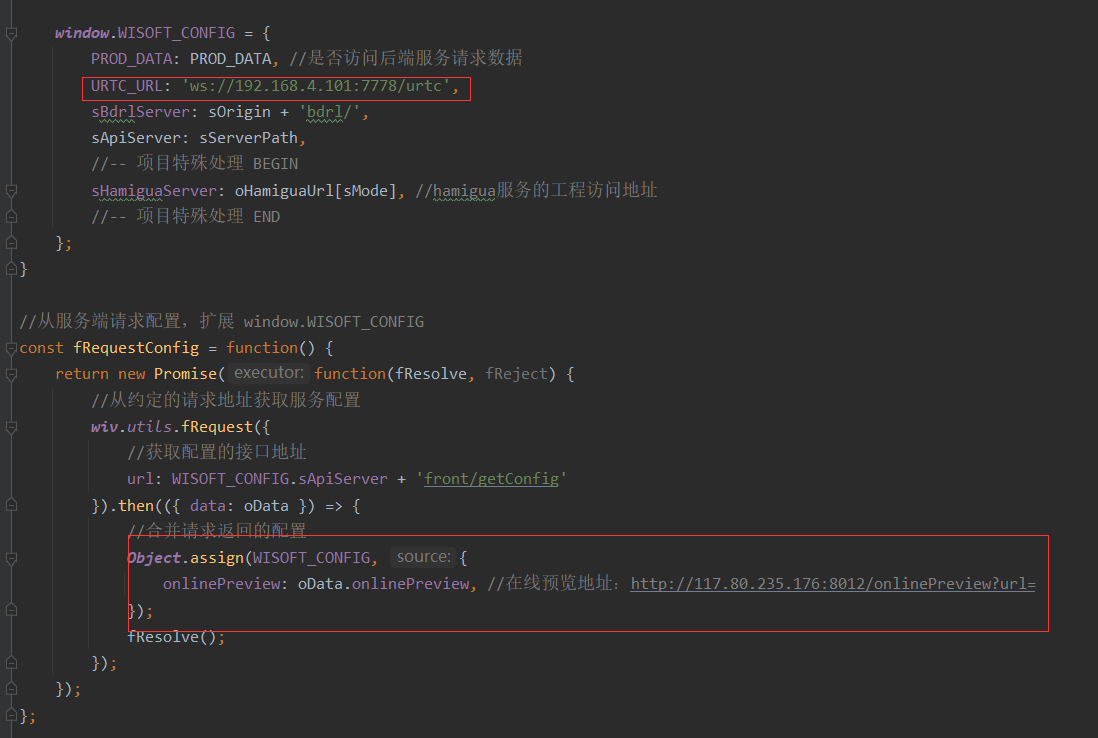 window.WISOFT_CONFIG = {
PROD_DATA: PROD_DATA, //是否访问后端服务请求数据
URTC_URL: 'ws://192.168.4.101:7778/urtc',
sBdrlServer: sOrigin + 'bdrl/',
sApiServer: sServerPath,
//-- 项目特殊处理 BEGIN
sHamiguaServer: oHamiguaUrl[sMode], //hamigua服务的工程访问地址
//-- 项目特殊处理 END
};
}
//从服务端请求配置，扩展 window.WISOFT_CONFIG
const fRequestConfig = function() {
return new Promise( executor: function(fResolve, fReject) {
//从约定的请求地址获取服务配置
wiv.utils.fRequest({
//获取配置的接口地址
url: WISOFT_CONFIG.sApiServer + 'front/getConfig'
}).then(({ data: oData }) => {
//合并请求返回的配置
Object.assign(WISOFT_CONFIG, source: {
onlinePreview: oData.onlinePreview, //在线预览地址：http://117.80.235.176:8012/onlinePreview?url=
});
fResolve();
});
});
};